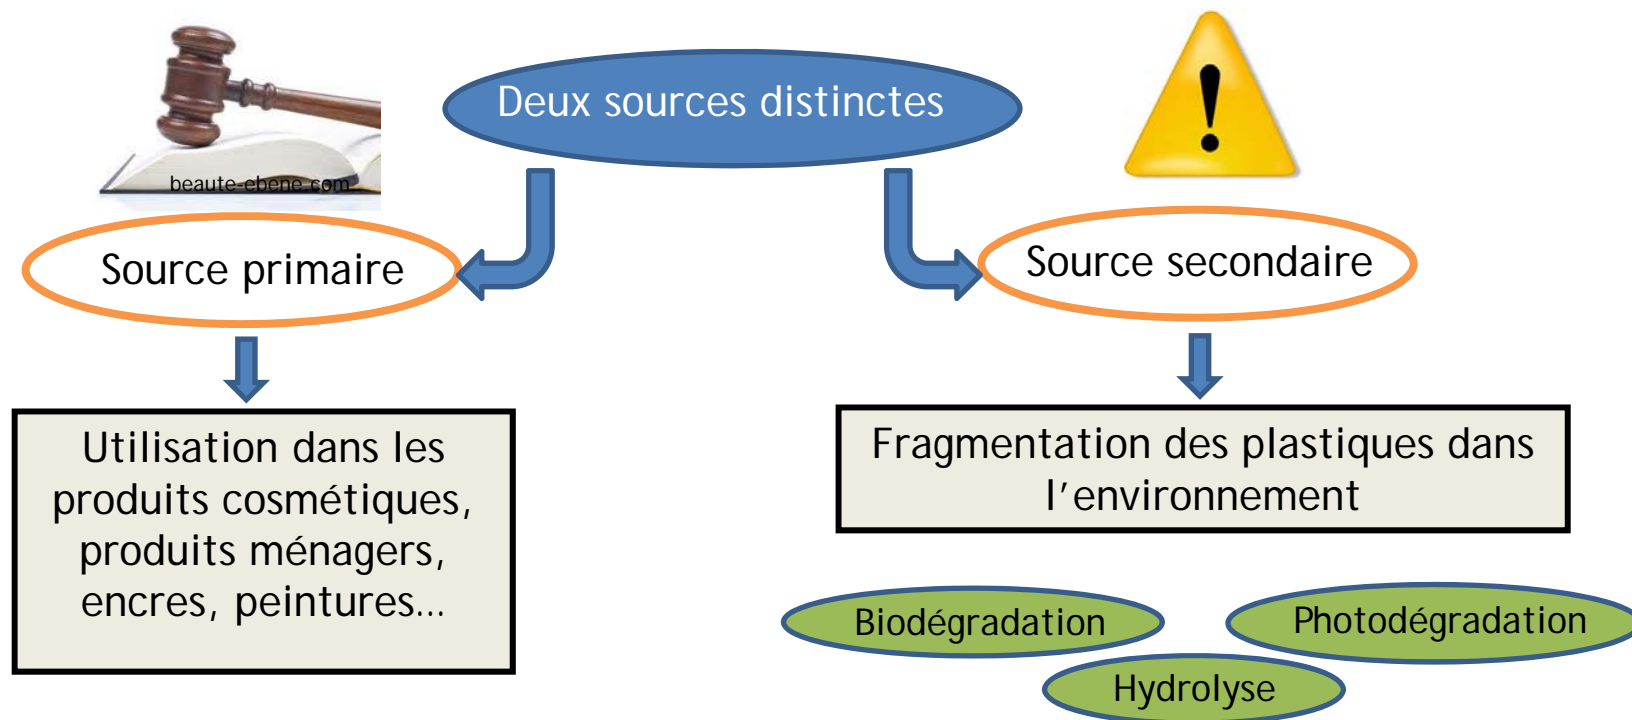 Deux sources distinctes
beaute-ebene.com
Source primaire
Source secondaire
Utilisation dans les
produits cosmétiques,
produits ménagers,
encres, peintures…
Fragmentation des plastiques dans
l’environnement
Biodégradation
Photodégradation
Hydrolyse